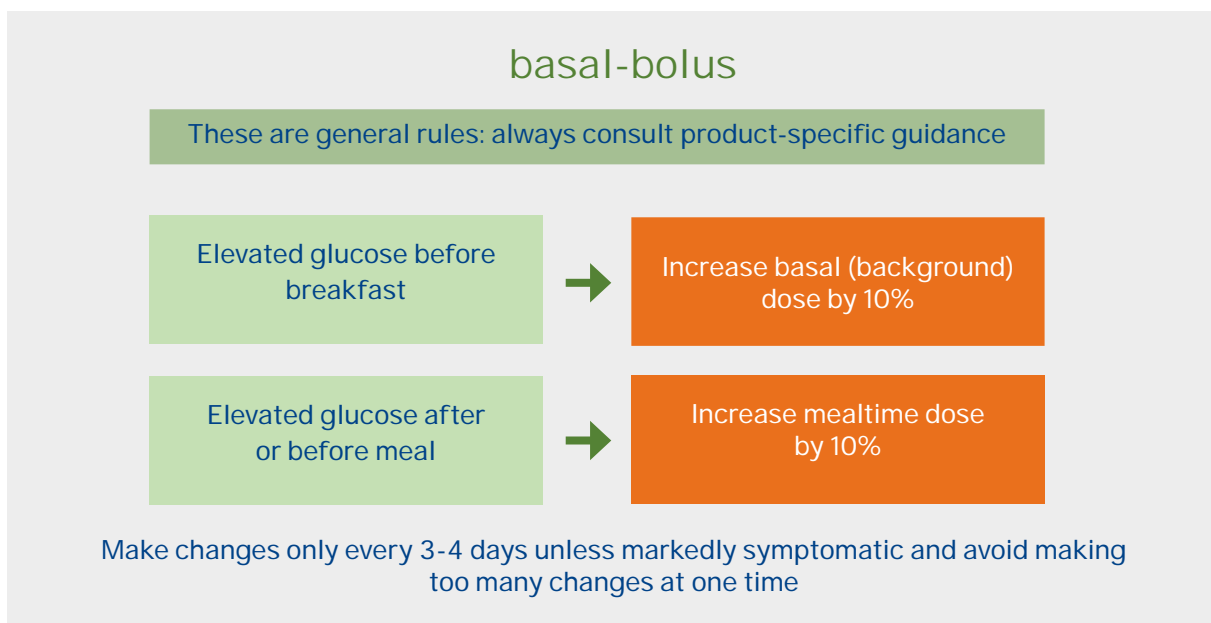 basal-bolus
These are general rules: always consult product-specific guidance
Elevated glucose before
breakfast
Increase basal (background)
dose by 10%
Elevated glucose after
or before meal
Increase mealtime dose
by 10%
Make changes only every 3-4 days unless markedly symptomatic and avoid making
too many changes at one time